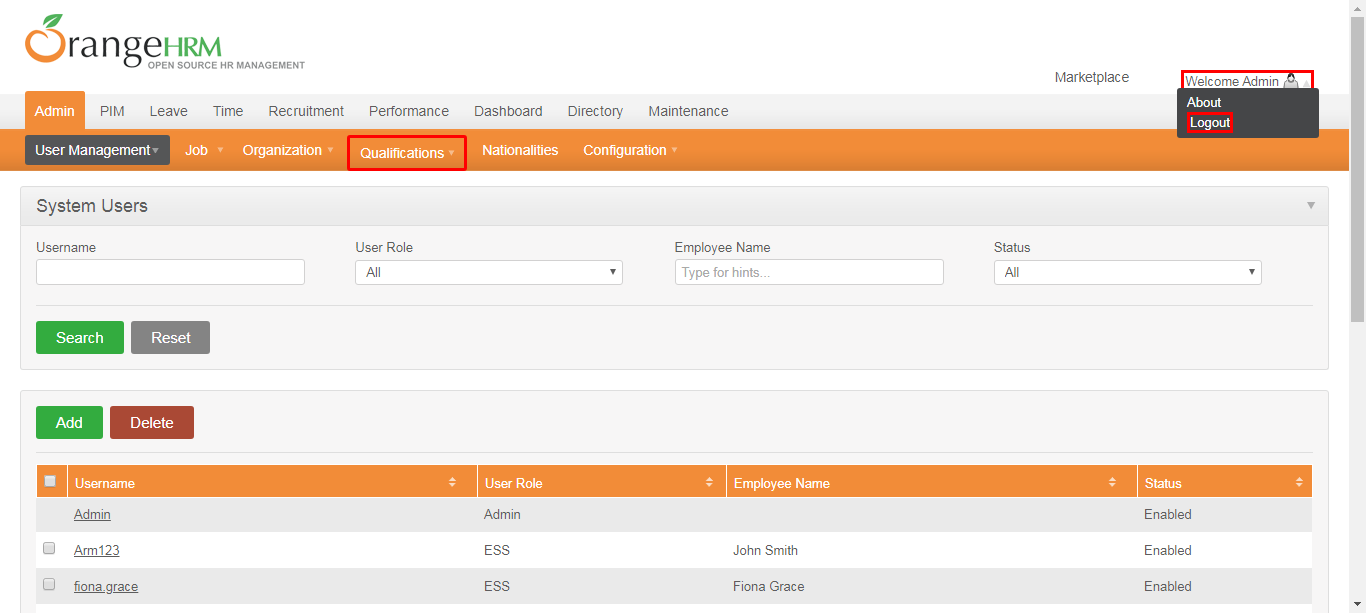 OrangeHRM
OPEN SOURCE HR MANAGEMENT
Marketplace
Welcome Admin
About
Logout
Admin PIM Leave Time Recruitment Performance Dashboard Directory Maintenance
User Management Job Organization Qualifications Nationalities Configuration
System Users
Username User Role Employee Name Status
All Type for hints... All
Search Reset
Add Delete
Username User Role Employee Name Status
Admin Admin Enabled
Arm123 ESS John Smith Enabled
fiona.grace ESS Fiona Grace Enabled